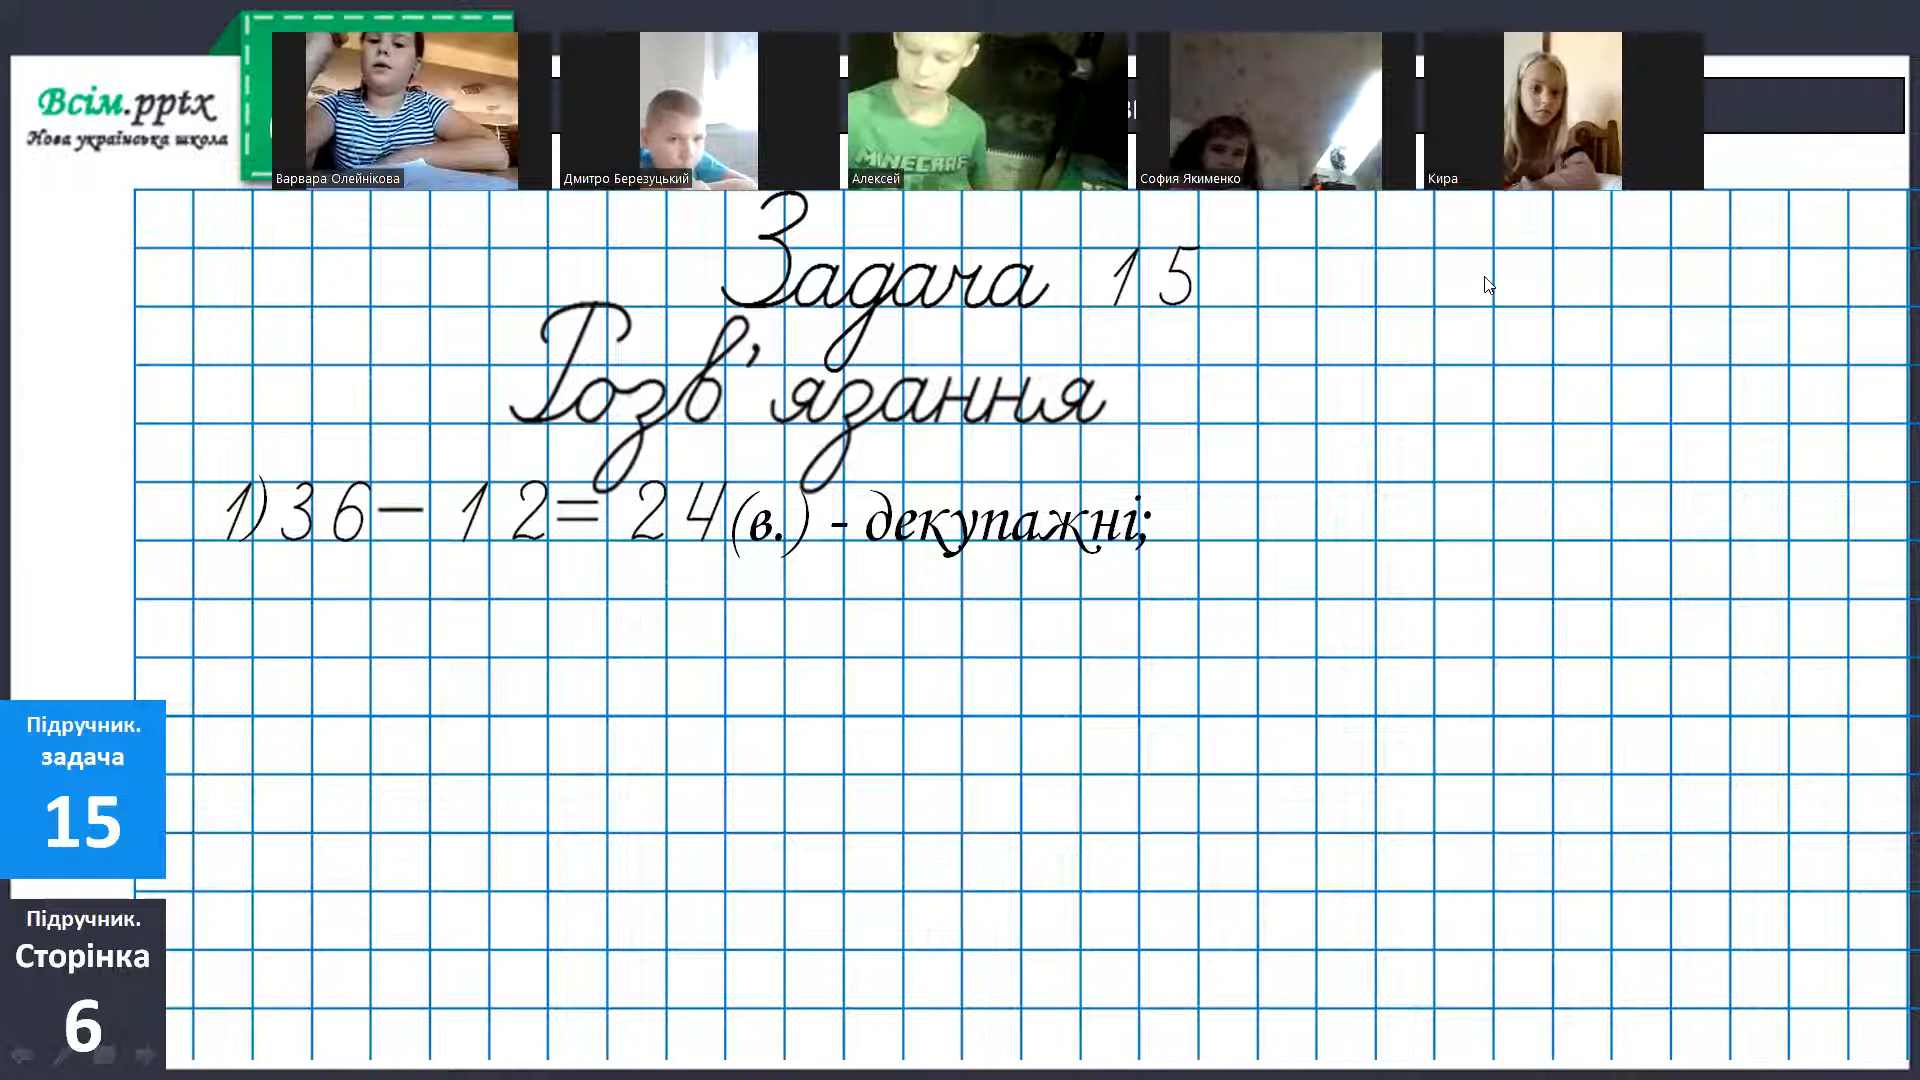 Всім.pptx
Нова українська школа
Варвара Олейнікова
Дмитро Березуцький
Алексей
MINECRAF
София Якименко
Кира
Задача 15
Розв'язання
1) 36 - 12 = 24 (в.) - декупажні;
Підручник.
задача
15
Підручник.
Сторінка
6